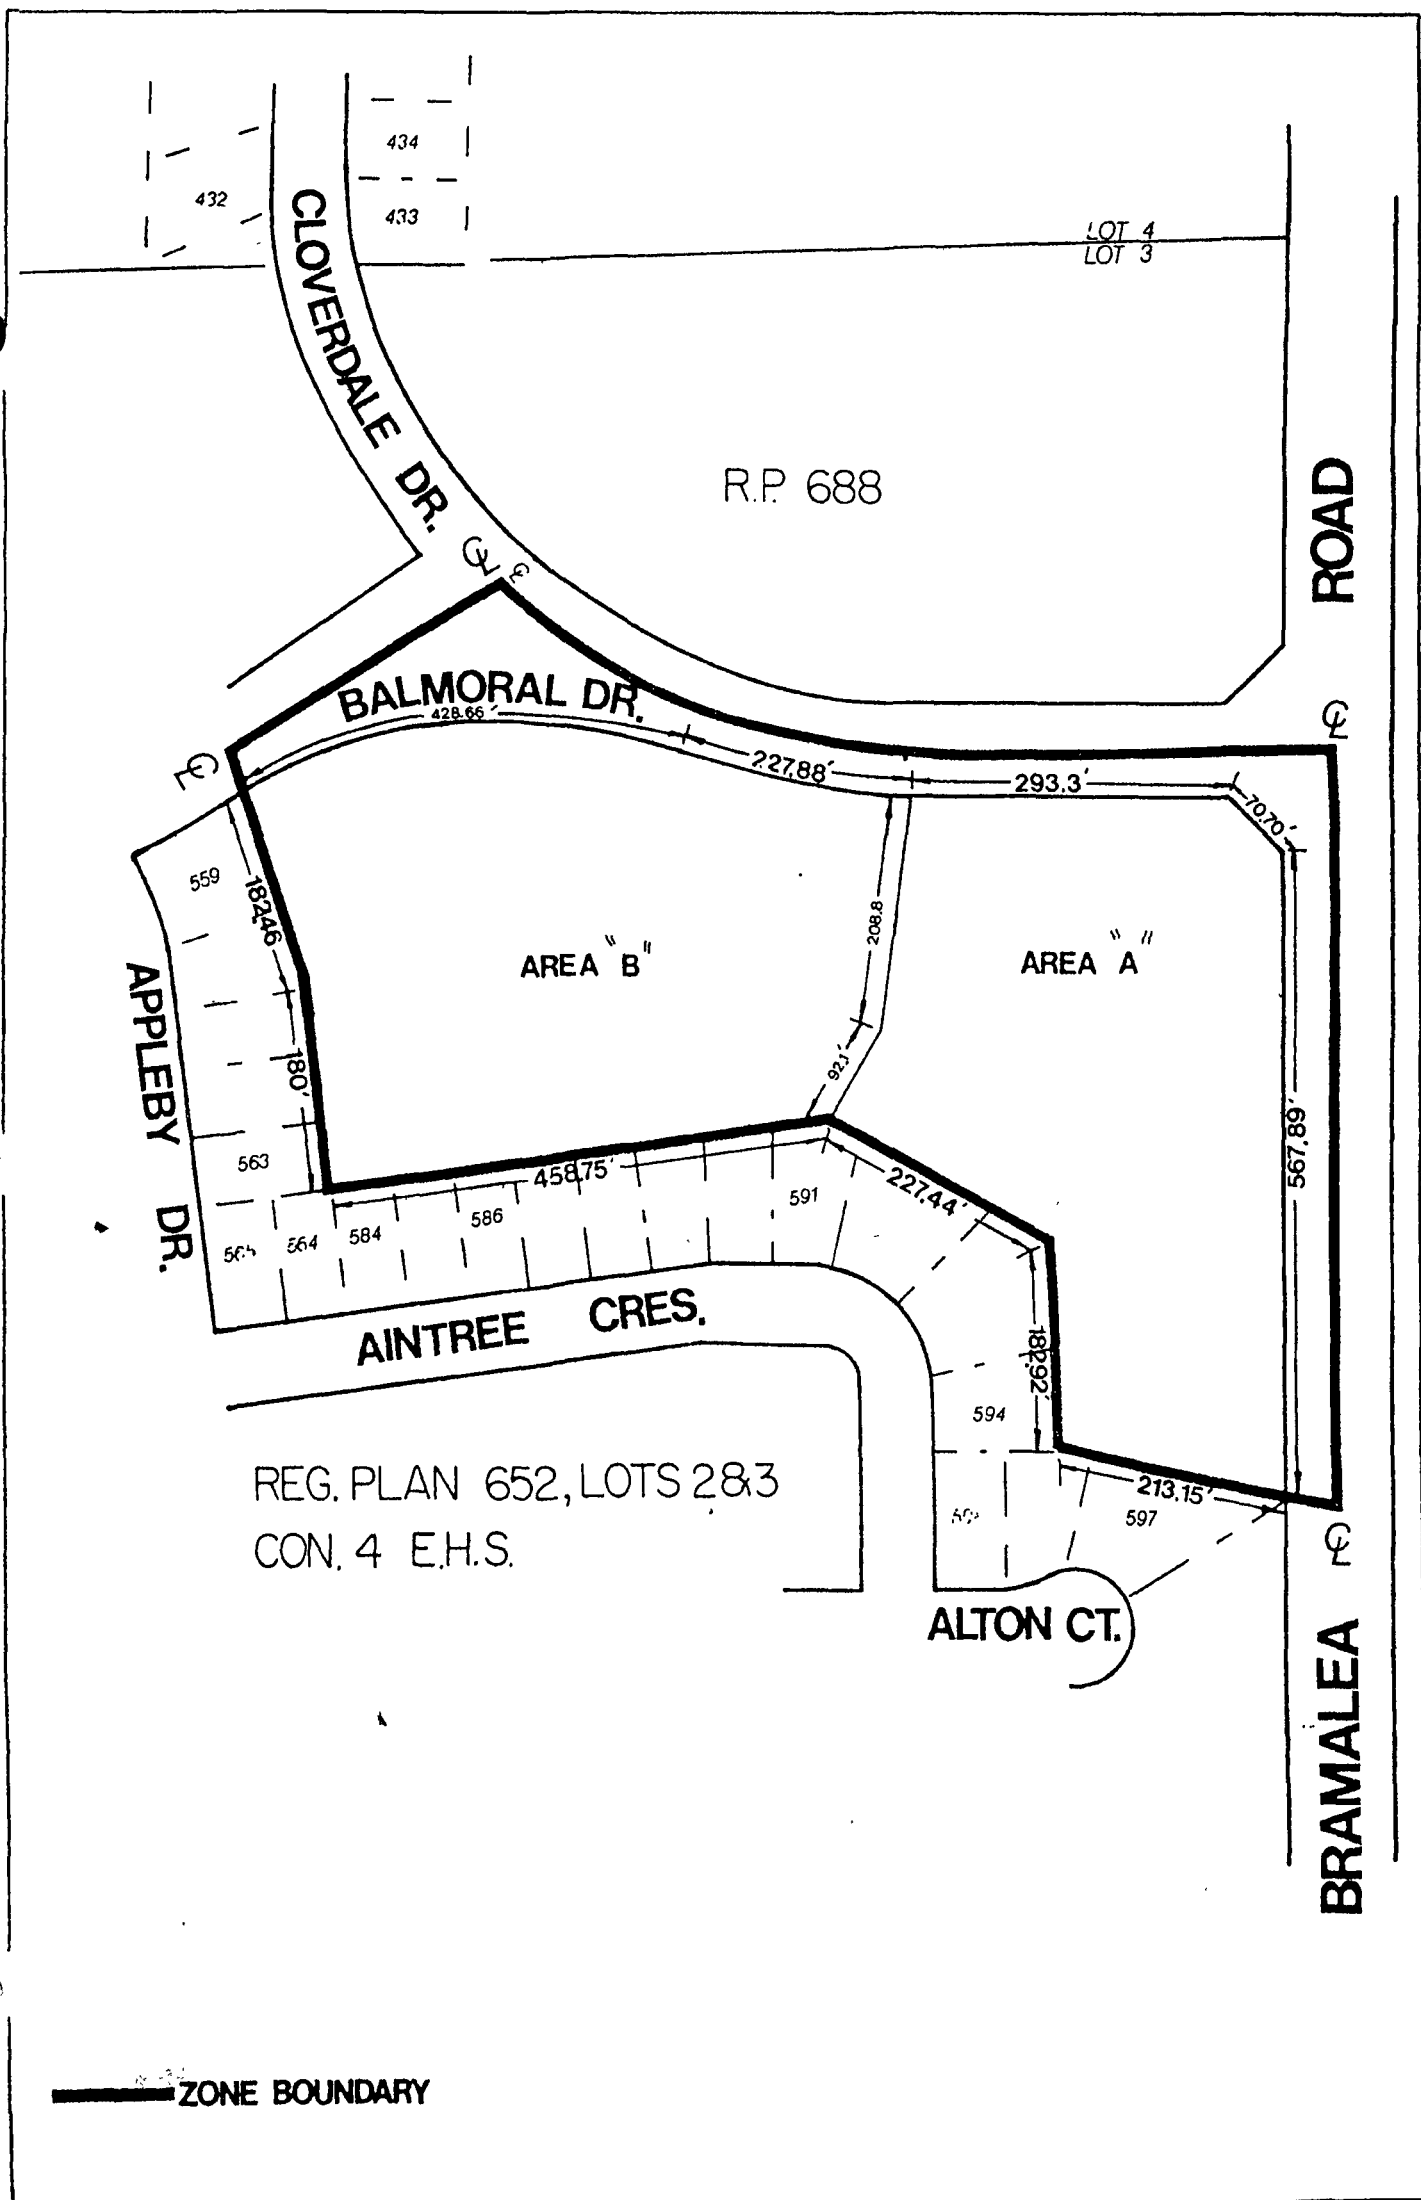 434
432
433
CLOVERDALE DR.
LOT 4
LOT 3
R.P. 688
ROAD
BALMORAL DR.
428.66'
227.88'
293.3'
70.70'
559
182.46
208.8
AREA "B"
AREA "A"
APPLEBY DR.
180'
92.1'
567.89'
563
458.75'
591
227.44'
586
584
564
565
AINTREE CRES.
182.92'
594
REG. PLAN 652, LOTS 2&3
CON. 4 E.H.S.
213.15'
597
ALTON CT.
BRAMALEA
ZONE BOUNDARY